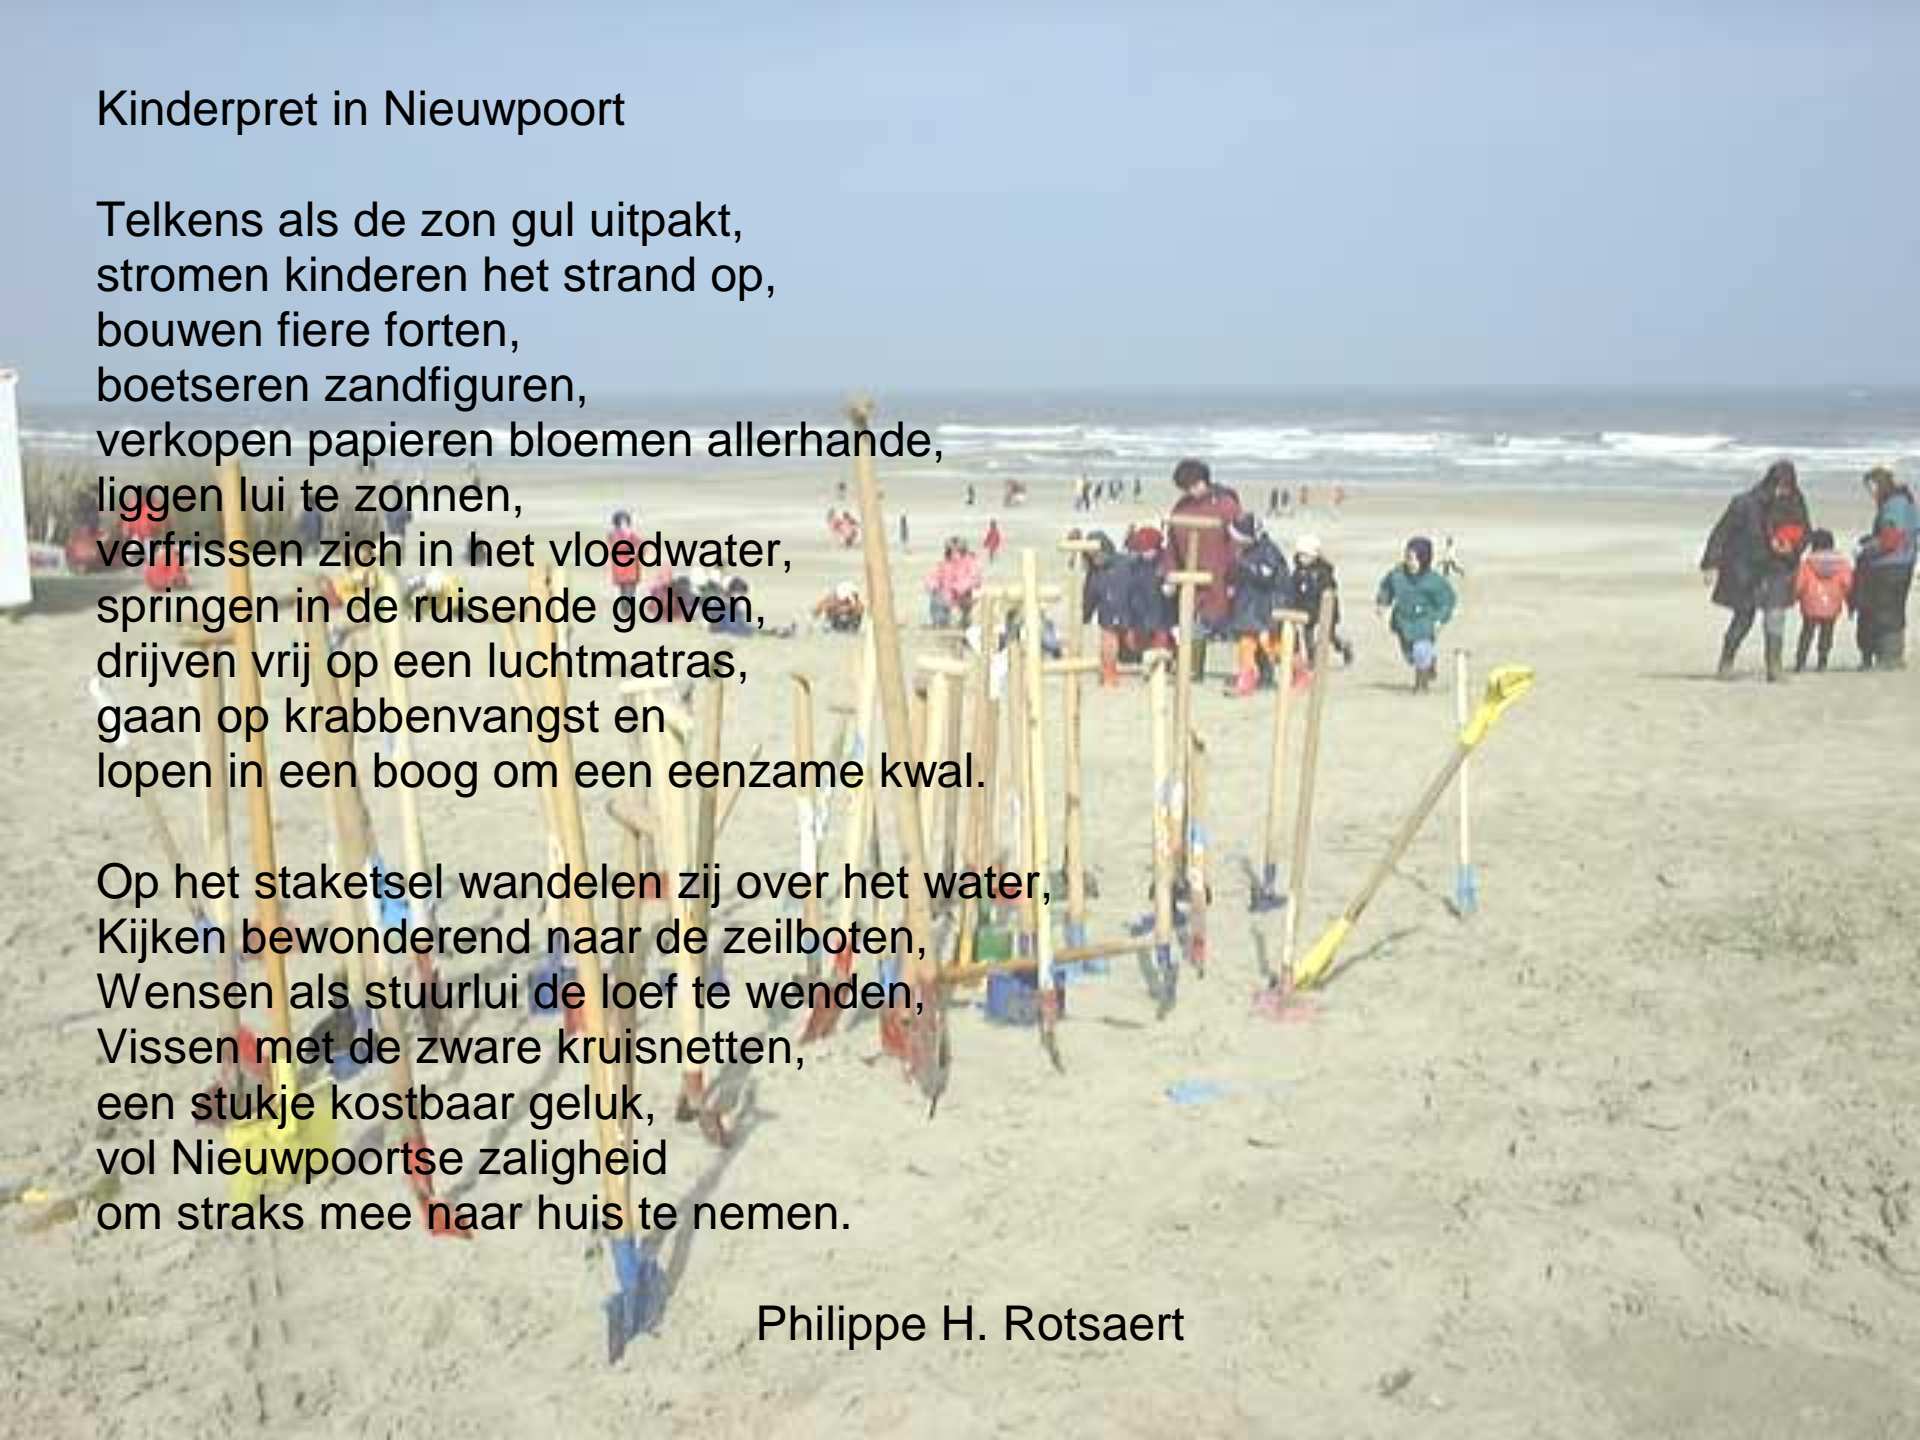 Kinderpret in Nieuwpoort
Telkens als de zon gul uitpakt,
stromen kinderen het strand op,
bouwen fiere forten,
boetseren zandfiguren,
verkopen papieren bloemen allerhande,
liggen lui te zonnen,
verfrissen zich in het vloedwater,
springen in de ruisende golven,
drijven vrij op een luchtmatras,
gaan op krabbenvangst en
lopen in een boog om een eenzame kwal.
Op het staketsel wandelen zij over het water,
Kijken bewonderend naar de zeilboten,
Wensen als stuurlui de loef te wenden,
Vissen met de zware kruisnetten,
een stukje kostbaar geluk,
vol Nieuwpoortse zaligheid
om straks mee naar huis te nemen.
Philippe H. Rotsaert